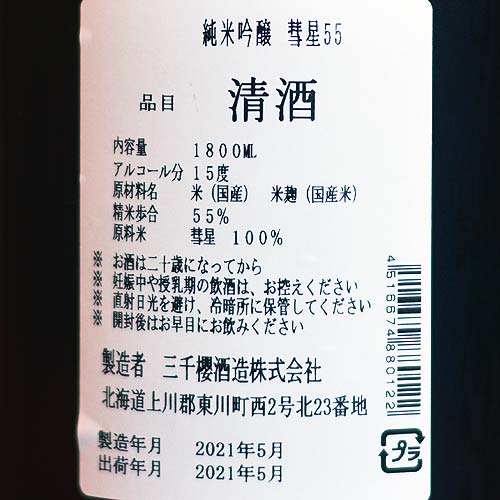 純米吟醸 彗星55
品目 清酒
内容量 1800ML
アルコール分 15度
原材料名 米(国産) 米麹(国産米)
精米歩合 55%
原料米 彗星 100%
※ お酒は二十歳になってから
※ 妊娠中や授乳期の飲酒は、お控えください
※ 直射日光を避け、冷暗所に保管してください
※ 開封後はお早目にお飲みください
製造者 三千櫻酒造株式会社
北海道上川郡東川町西2号北23番地
製造年月 2021年5月
出荷年月 2021年5月
4516674880122
プラ